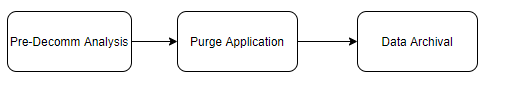 Pre-Decomm Analysis
Purge Application
Data Archival